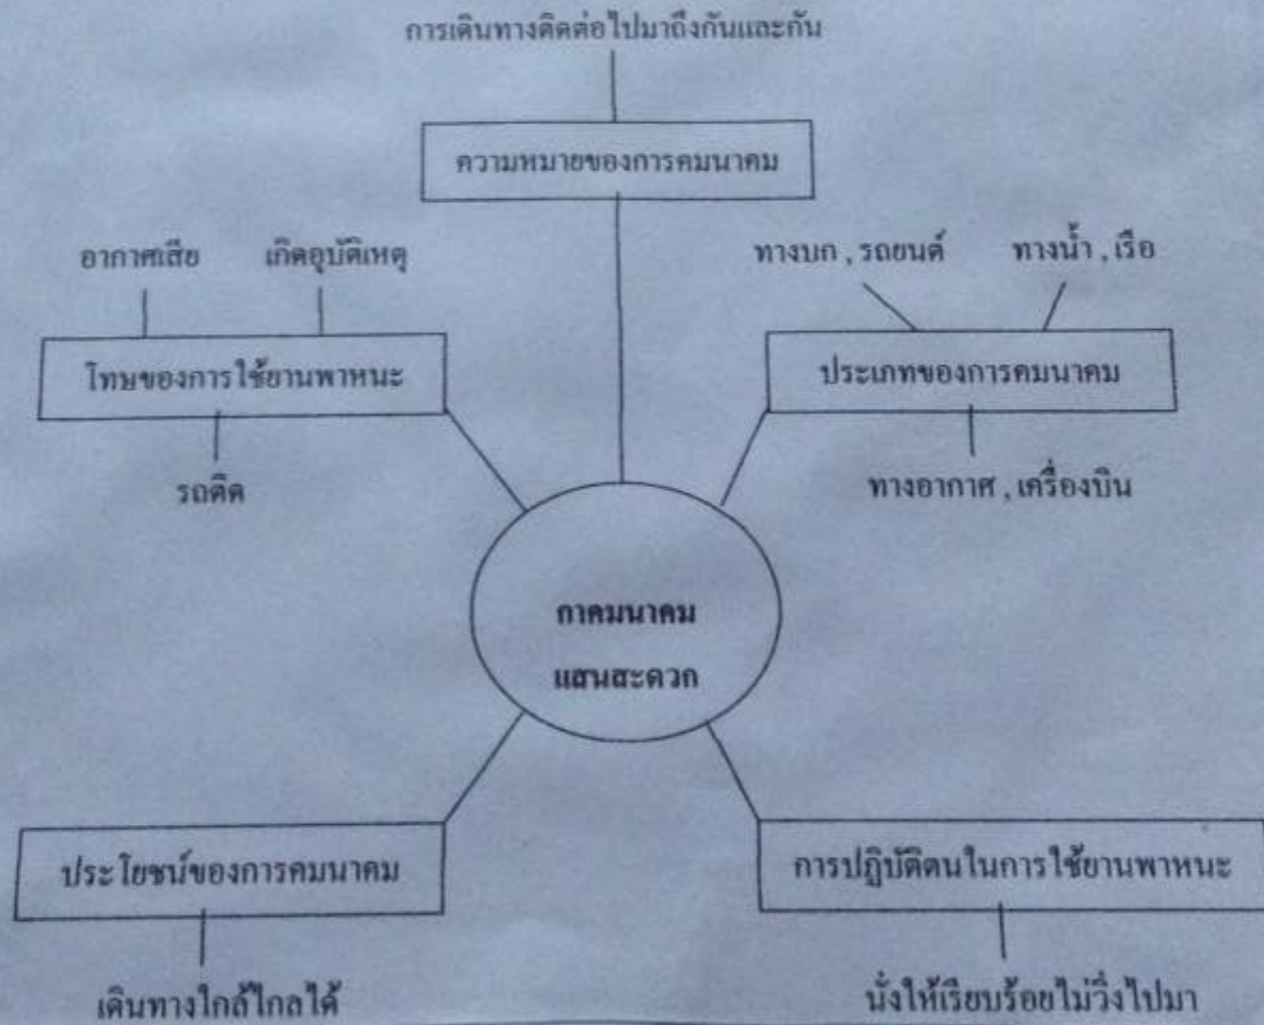 การเดินทางติดต่อไปมาถึงกันและกัน
ความหมายของการคมนาคม
อากาศเสีย เกิดอุบัติเหตุ
ทางบก , รถยนต์ ทางน้ำ , เรือ
โทษของการใช้ยานพาหนะ
ประเภทของการคมนาคม
รถติด
ทางอากาศ , เครื่องบิน
กาคมนาคม
แสนสะดวก
ประโยชน์ของการคมนาคม
การปฏิบัติตนในการใช้ยานพาหนะ
เดินทางใกล้ไกลได้
นั่งให้เรียบร้อยไม่วิ่งไปมา